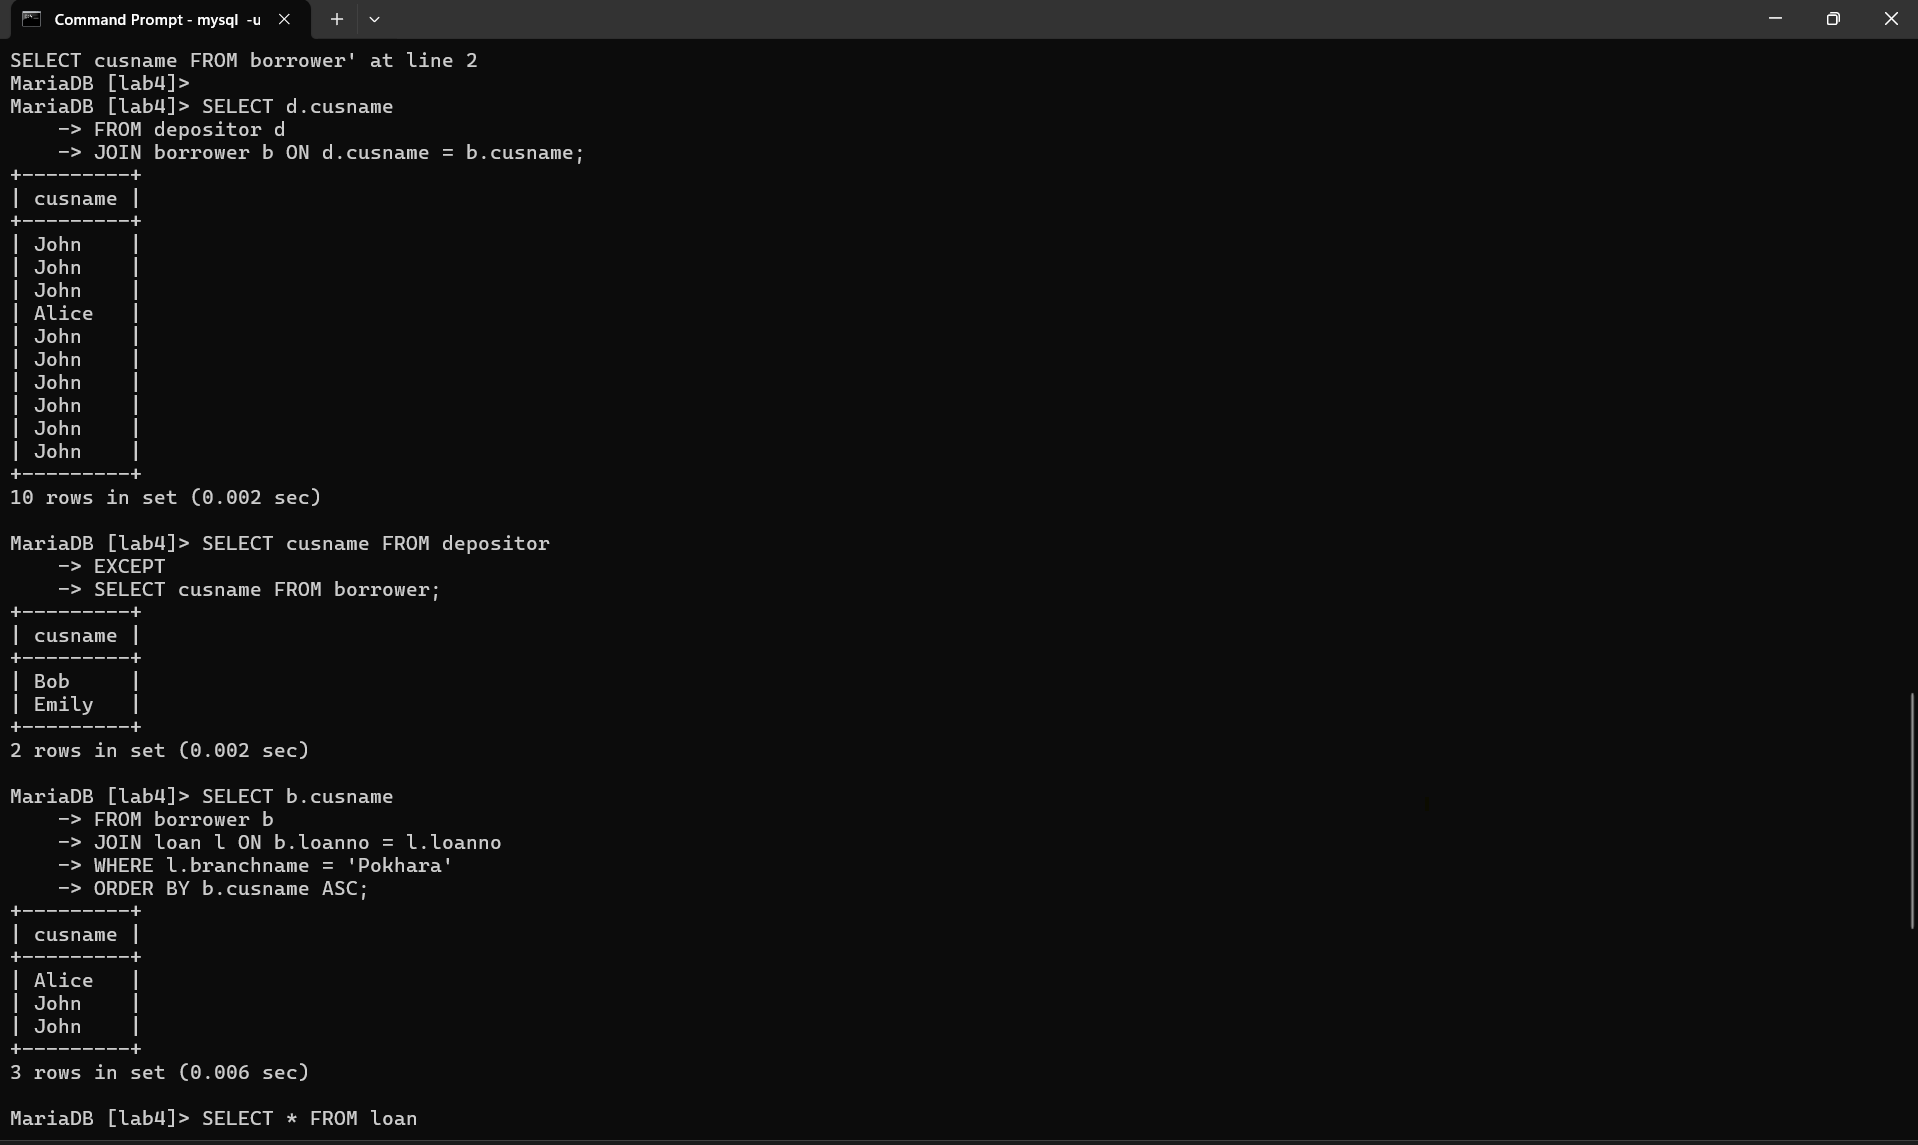 Command Prompt - mysql -u
SELECT cusname FROM borrower' at line 2
MariaDB [lab4]>
MariaDB [lab4]> SELECT d.cusname
    -> FROM depositor d
    -> JOIN borrower b ON d.cusname = b.cusname;
+---------+
| cusname |
+---------+
| John    |
| John    |
| John    |
| Alice   |
| John    |
| John    |
| John    |
| John    |
| John    |
| John    |
+---------+
10 rows in set (0.002 sec)

MariaDB [lab4]> SELECT cusname FROM depositor
    -> EXCEPT
    -> SELECT cusname FROM borrower;
+---------+
| cusname |
+---------+
| Bob     |
| Emily   |
+---------+
2 rows in set (0.002 sec)

MariaDB [lab4]> SELECT b.cusname
    -> FROM borrower b
    -> JOIN loan l ON b.loanno = l.loanno
    -> WHERE l.branchname = 'Pokhara'
    -> ORDER BY b.cusname ASC;
+---------+
| cusname |
+---------+
| Alice   |
| John    |
| John    |
+---------+
3 rows in set (0.006 sec)

MariaDB [lab4]> SELECT * FROM loan